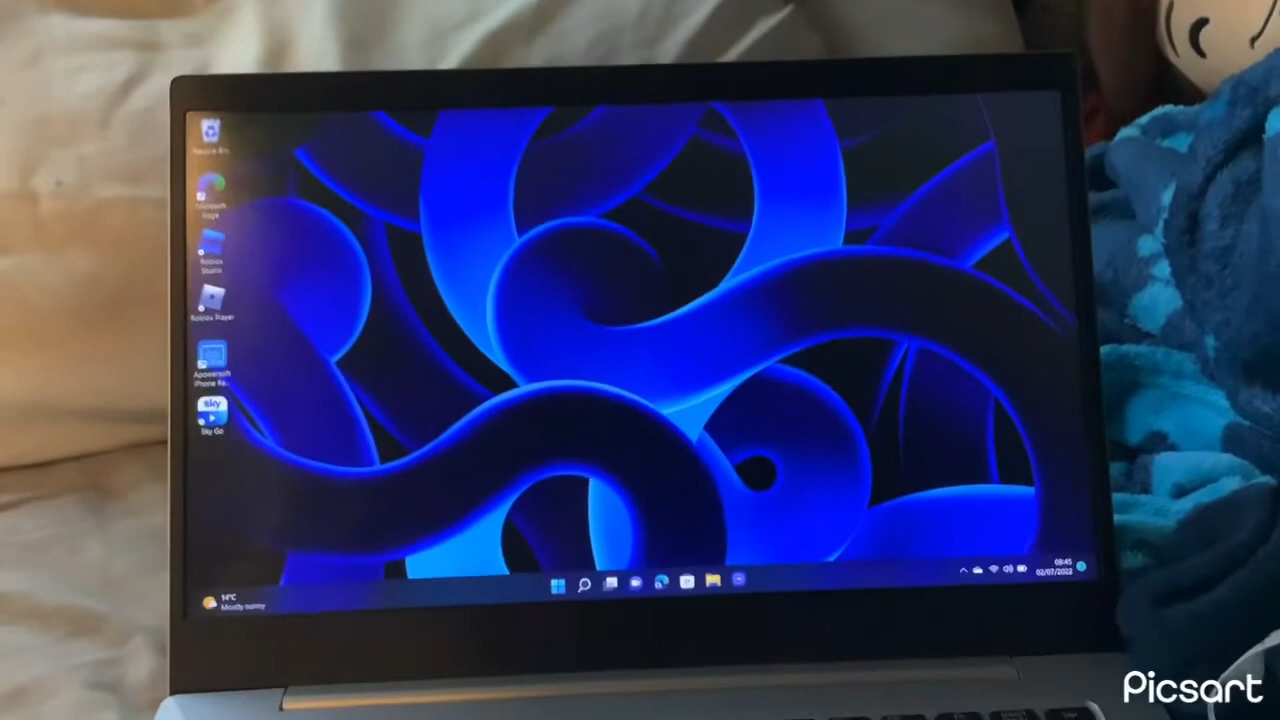 Recycle Bin
Microsoft
Edge
Roblox
Studio
Roblox Player
Apowersoft
iPhone Re...
sky
Sky Go
14°C
Mostly sunny
08:45
02/07/2022
Picsart